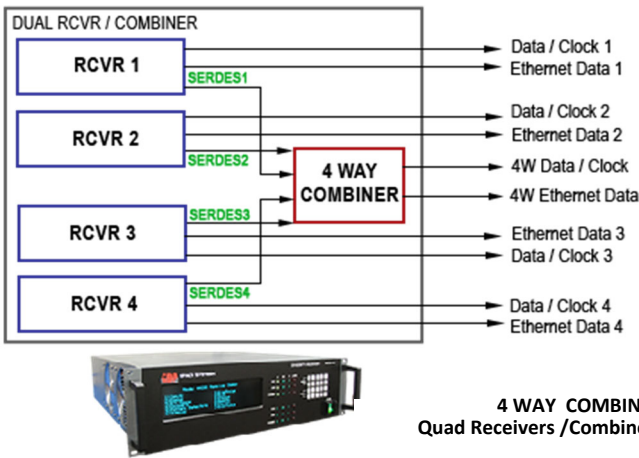 DUAL RCVR / COMBINER
RCVR 1
SERDES1
RCVR 2
SERDES2
RCVR 3
SERDES3
RCVR 4
SERDES4
4 WAY
COMBINER
Data / Clock 1
Ethernet Data 1
Data / Clock 2
Ethernet Data 2
4W Data / Clock
4W Ethernet Data
Ethernet Data 3
Data / Clock 3
Data / Clock 4
Ethernet Data 4
4 WAY COMBIN
Quad Receivers /Combine